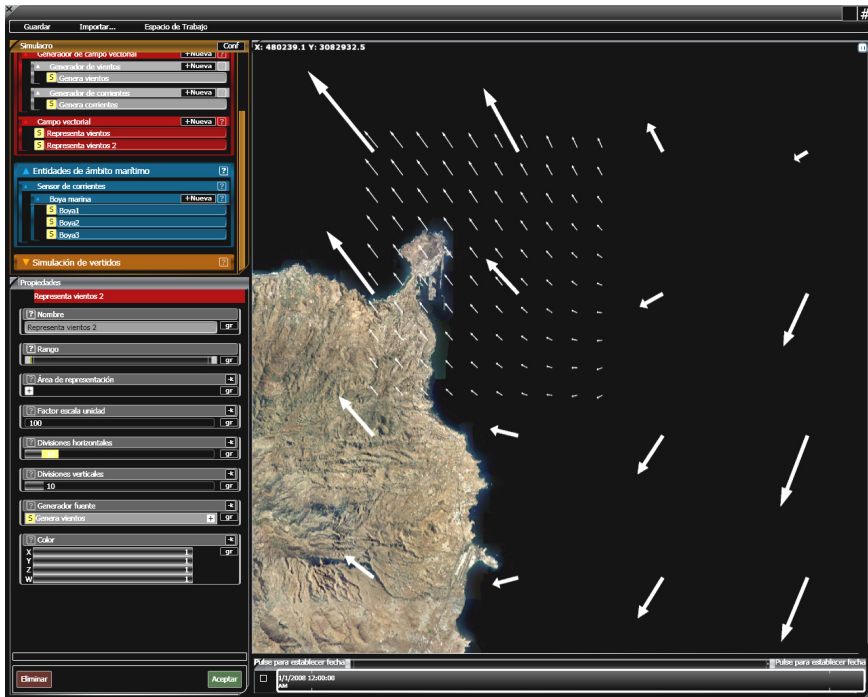 #
Guardar Importar... Espacio de Trabajo
Simulacro Conf
Generador de campo vectorial +Nueva ?
Generador de vientos +Nueva
S Genera vientos
Generador de corrientes +Nueva
S Genera corrientes
Campo vectorial +Nueva ?
S Representa vientos
S Representa vientos 2
Entidades de ámbito marítimo ?
Sensor de corrientes ?
Boya marina +Nueva ?
S Boya1
S Boya2
S Boya3
Simulación de vertidos ?
Propiedades
Representa vientos 2
? Nombre
Representa vientos 2 gr
? Rango
gr
? Área de representación -k
+ gr
? Factor escala unidad -k
100 gr
? Divisiones horizontales -k
gr
? Divisiones verticales -k
10 gr
? Generador fuente -k
S Genera vientos + gr
? Color -k
X 1 gr
Y 1
Z 1
W 1
Eliminar Aceptar
X: 480239.1 Y: 3082932.5
Pulse para establecer fecha Pulse para establecer fecha
1/1/2008 12:00:00
AM